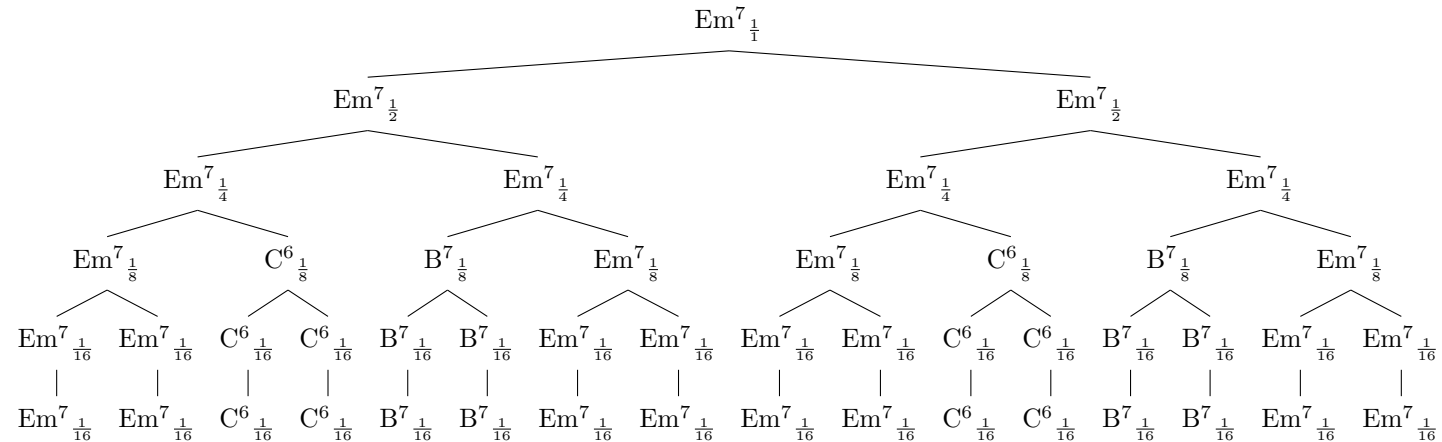 Em⁷ 1/1
Em⁷ 1/2 Em⁷ 1/2
Em⁷ 1/4 Em⁷ 1/4 Em⁷ 1/4 Em⁷ 1/4
Em⁷ 1/8 C⁶ 1/8 B⁷ 1/8 Em⁷ 1/8 Em⁷ 1/8 C⁶ 1/8 B⁷ 1/8 Em⁷ 1/8
Em⁷ 1/16 Em⁷ 1/16 C⁶ 1/16 C⁶ 1/16 B⁷ 1/16 B⁷ 1/16 Em⁷ 1/16 Em⁷ 1/16 Em⁷ 1/16 Em⁷ 1/16 C⁶ 1/16 C⁶ 1/16 B⁷ 1/16 B⁷ 1/16 Em⁷ 1/16 Em⁷ 1/16
Em⁷ 1/16 Em⁷ 1/16 C⁶ 1/16 C⁶ 1/16 B⁷ 1/16 B⁷ 1/16 Em⁷ 1/16 Em⁷ 1/16 Em⁷ 1/16 Em⁷ 1/16 C⁶ 1/16 C⁶ 1/16 B⁷ 1/16 B⁷ 1/16 Em⁷ 1/16 Em⁷ 1/16